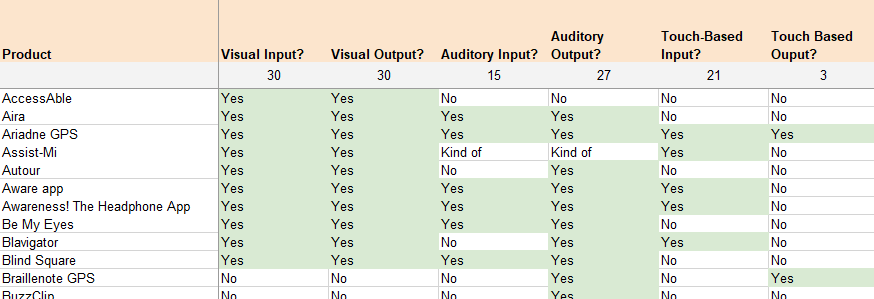 Product Visual Input? Visual Output? Auditory Input? Auditory Output? Touch-Based Input? Touch Based Ouput?
30 30 15 27 21 3
AccessAble Yes Yes No No No No
Aira Yes Yes Yes Yes No No
Ariadne GPS Yes Yes Yes Yes Yes Yes
Assist-Mi Yes Yes Kind of Kind of Yes No
Autour Yes Yes No Yes No No
Aware app Yes Yes Yes Yes Yes No
Awareness! The Headphone App Yes Yes Yes Yes Yes No
Be My Eyes Yes Yes Yes Yes No No
Blavigator Yes Yes No Yes Yes No
Blind Square Yes Yes Yes Yes No No
Braillenote GPS No No No Yes No Yes
BuzzClip No No No Yes No No